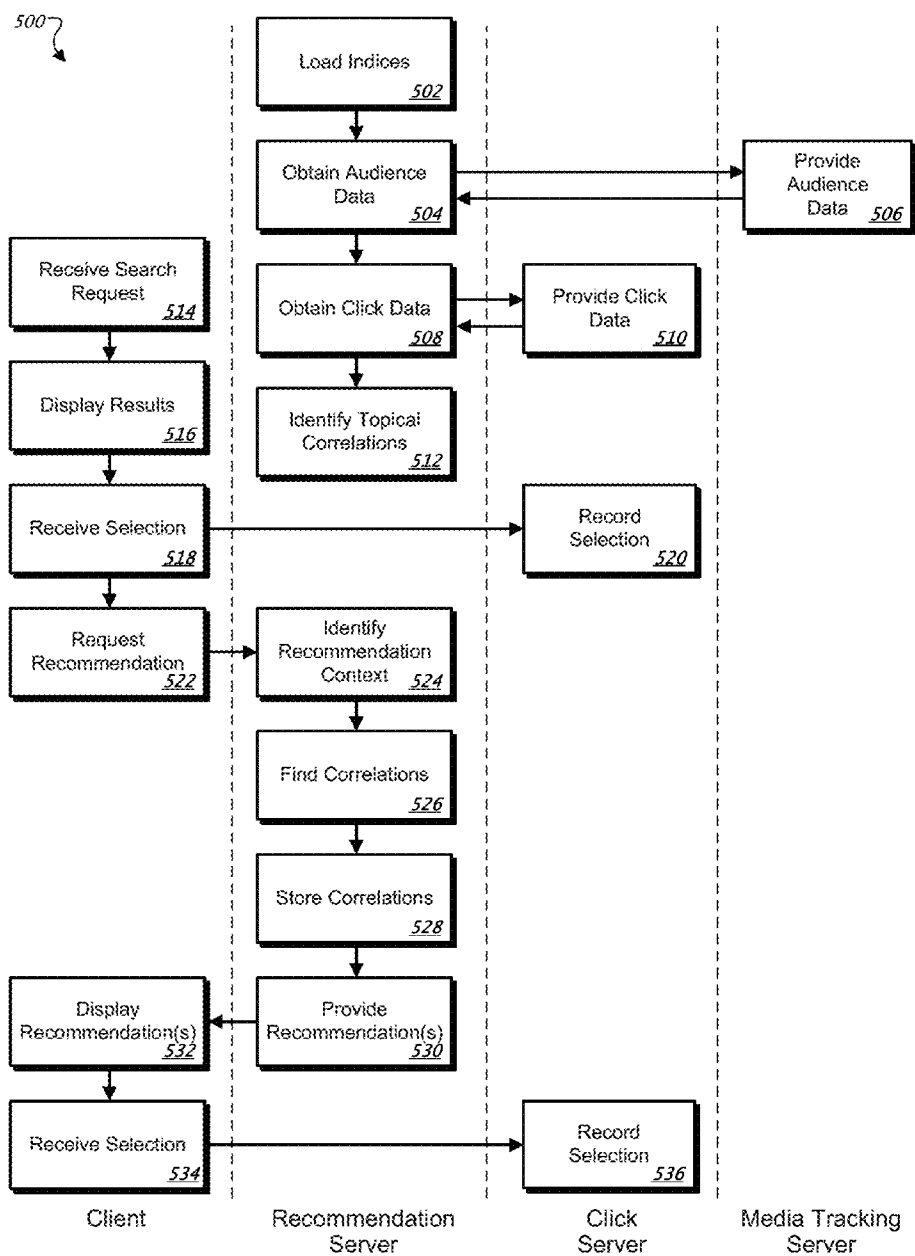 500
Load Indices
502
Obtain Audience
Data
504
Provide
Audience
Data
506
Receive Search
Request
514
Obtain Click Data
508
Provide Click
Data
510
Display Results
516
Identify Topical
Correlations
512
Receive Selection
518
Record
Selection
520
Request
Recommendation
522
Identify
Recommendation
Context
524
Find Correlations
526
Store Correlations
528
Display
Recommendation(s)
532
Provide
Recommendation(s)
530
Receive Selection
534
Record
Selection
536
Client
Recommendation
Server
Click
Server
Media Tracking
Server